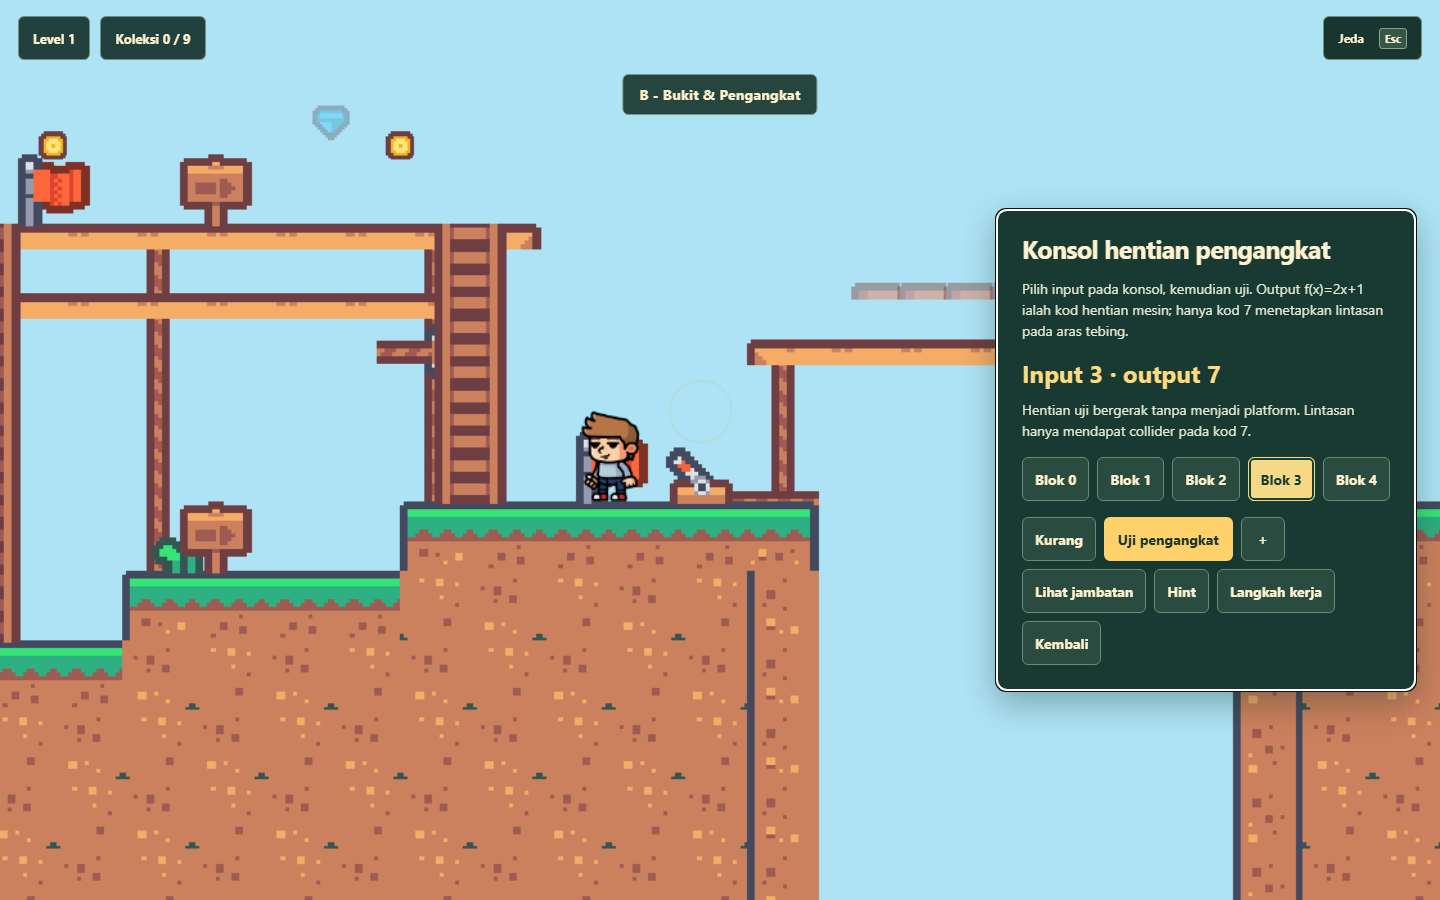 Level 1
Koleksi 0 / 9
Jeda Esc
B - Bukit & Pengangkat
Konsol hentian pengangkat
Pilih input pada konsol, kemudian uji. Output f(x)=2x+1
ialah kod hentian mesin; hanya kod 7 menetapkan lintasan
pada aras tebing.
Input 3 · output 7
Hentian uji bergerak tanpa menjadi platform. Lintasan
hanya mendapat collider pada kod 7.
Blok 0
Blok 1
Blok 2
Blok 3
Blok 4
Kurang
Uji pengangkat
+
Lihat jambatan
Hint
Langkah kerja
Kembali